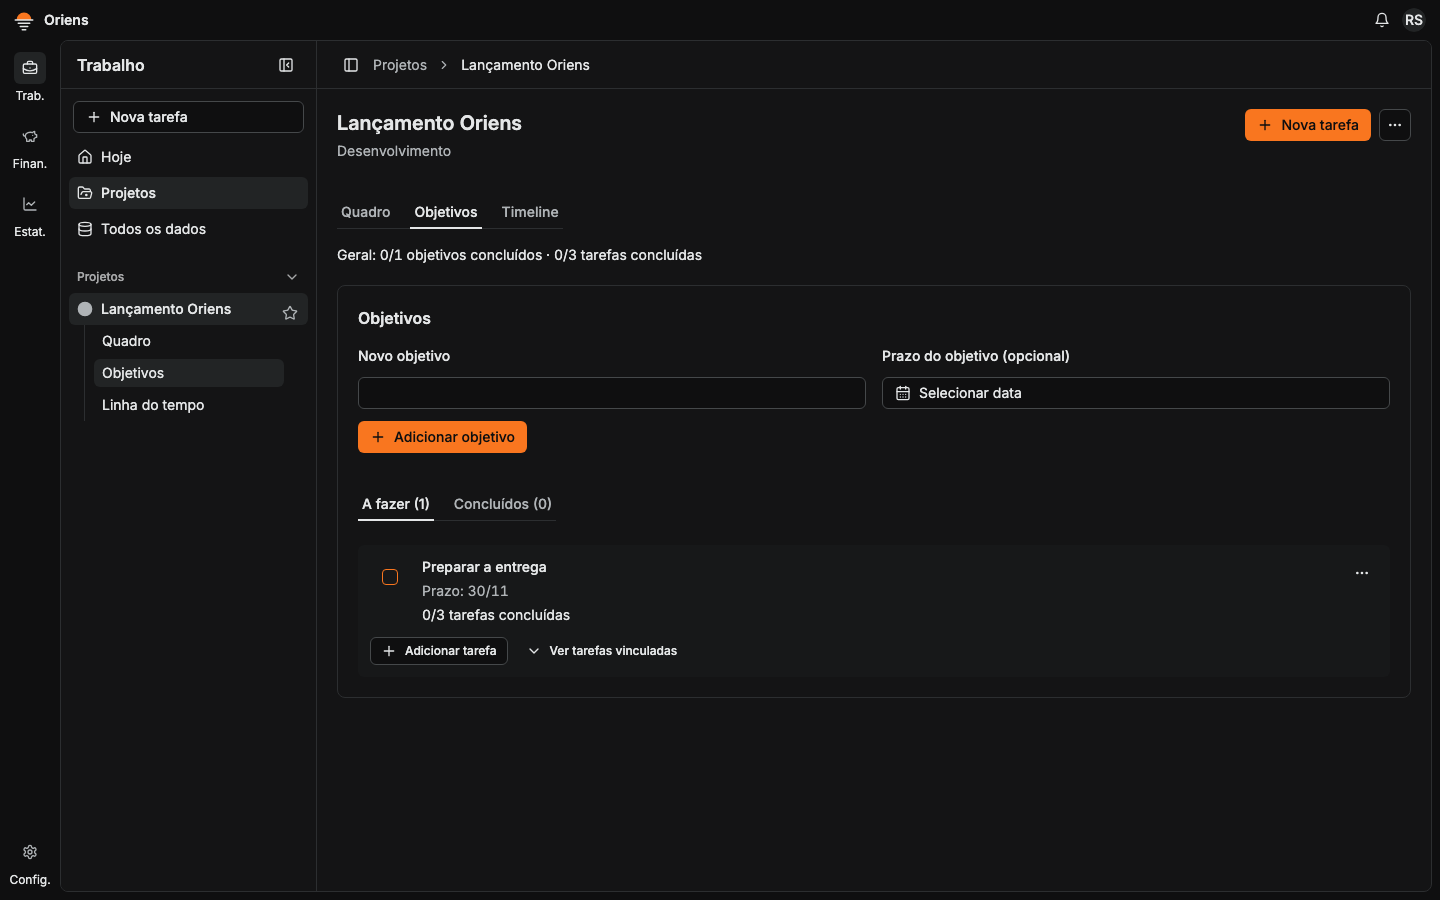 Oriens
RS
Trab.
Finan.
Estat.
Config.
Trabalho
Nova tarefa
Hoje
Projetos
Todos os dados
Projetos
Lançamento Oriens
Quadro
Objetivos
Linha do tempo
Projetos > Lançamento Oriens
Lançamento Oriens
Desenvolvimento
Nova tarefa
Quadro Objetivos Timeline
Geral: 0/1 objetivos concluídos · 0/3 tarefas concluídas
Objetivos
Novo objetivo
Prazo do objetivo (opcional)
Selecionar data
Adicionar objetivo
A fazer (1) Concluídos (0)
Preparar a entrega
Prazo: 30/11
0/3 tarefas concluídas
Adicionar tarefa
Ver tarefas vinculadas